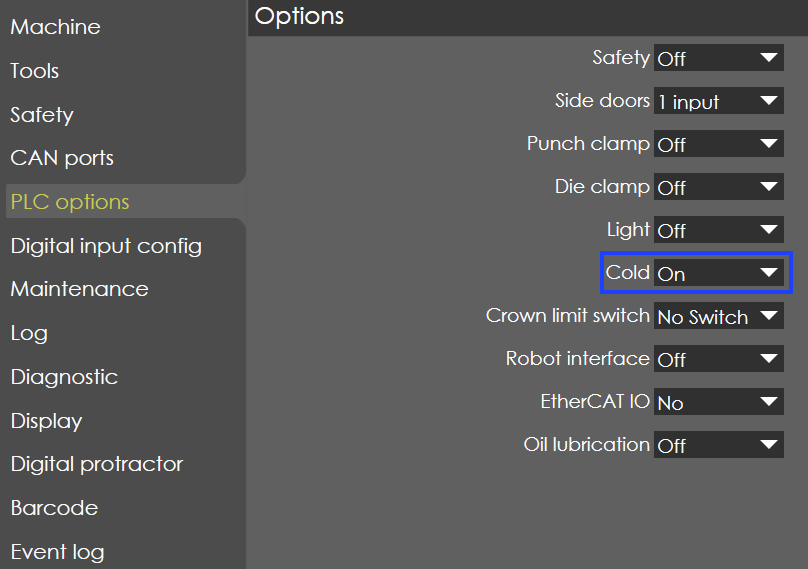 Machine
Tools
Safety
CAN ports
PLC options
Digital input config
Maintenance
Log
Diagnostic
Display
Digital protractor
Barcode
Event log
Options
Safety Off
Side doors 1 input
Punch clamp Off
Die clamp Off
Light Off
Cold On
Crown limit switch No Switch
Robot interface Off
EtherCAT IO No
Oil lubrication Off